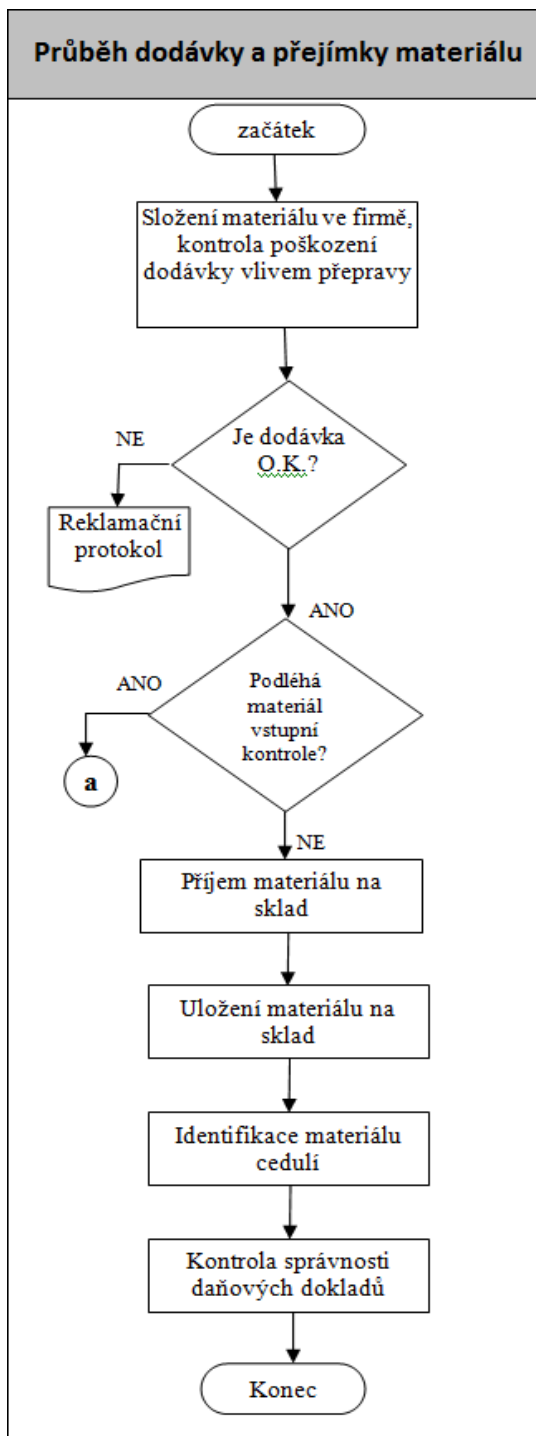 Průběh dodávky a přejímky materiálu
začátek
Složení materiálu ve firmě,
kontrola poškození
dodávky vlivem přepravy
Je dodávka
O.K.?
NE
Reklamační
protokol
ANO
Podléhá
materiál
vstupní
kontrole?
ANO
a
NE
Příjem materiálu na
sklad
Uložení materiálu na
sklad
Identifikace materiálu
cedulí
Kontrola správnosti
daňových dokladů
Konec